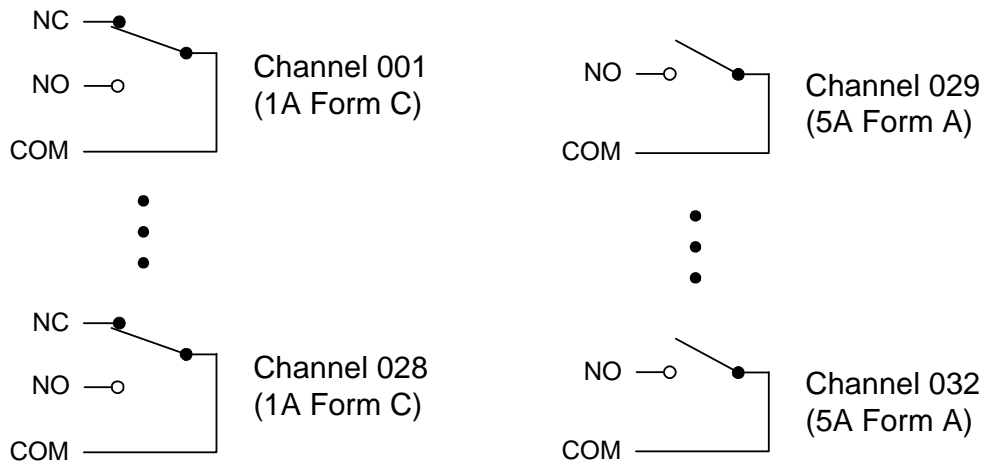 NC
NO
COM
Channel 001
(1A Form C)
NO
COM
Channel 029
(5A Form A)
NC
NO
COM
Channel 028
(1A Form C)
NO
COM
Channel 032
(5A Form A)